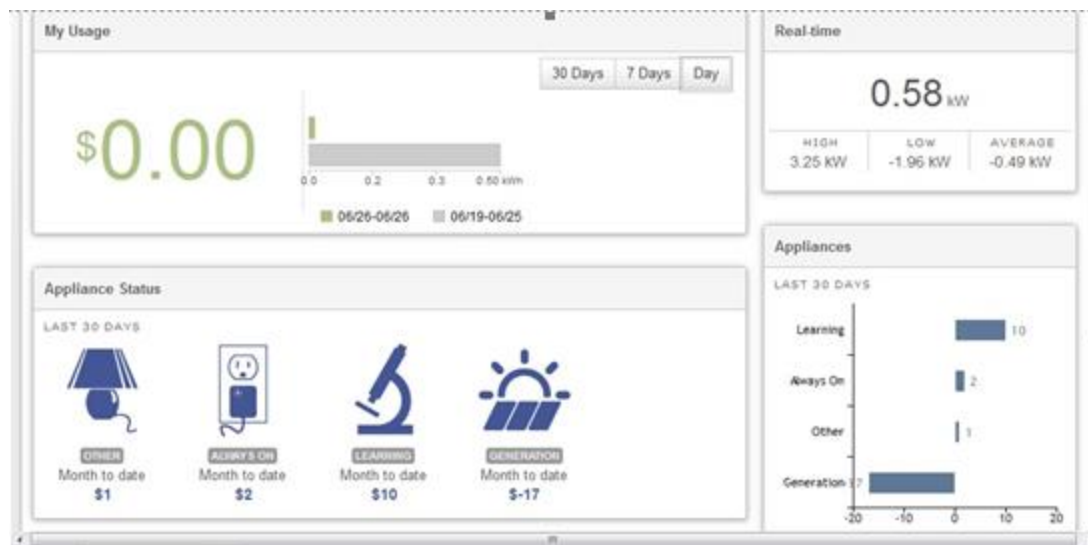 My Usage
30 Days 7 Days Day
$0.00
0.0 0.2 0.3 0.50 kWh
06/26-06/26 06/19-06/25
Real-time
0.58 kW
HIGH LOW AVERAGE
3.25 kW -1.96 kW -0.49 kW
Appliance Status
LAST 30 DAYS
OTHER ALWAYS ON LEARNING GENERATION
Month to date Month to date Month to date Month to date
$1 $2 $10 $-17
Appliances
LAST 30 DAYS
Learning 10
Always On 2
Other 1
Generation 7
-20 -10 0 10 20